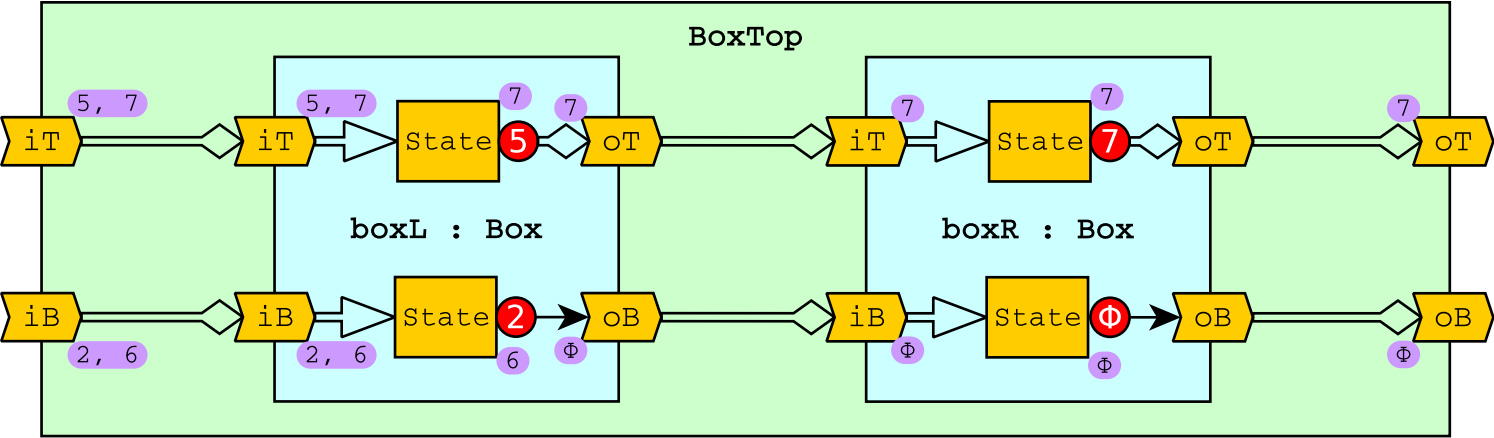 BoxTop
5, 7
5, 7
7
7
7
7
7
iT
iT
State
5
oT
iT
State
7
oT
oT
boxL : Box
boxR : Box
iB
iB
State
2
oB
iB
State
Φ
oB
oB
2, 6
2, 6
6
Φ
Φ
Φ
Φ